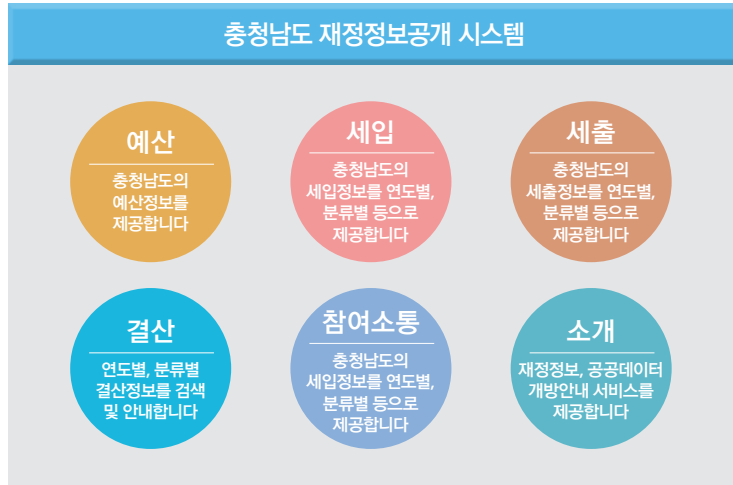 충청남도 재정정보공개 시스템
예산
충청남도의
예산정보를
제공합니다
세입
충청남도의
세입정보를 연도별,
분류별 등으로
제공합니다
세출
충청남도의
세출정보를 연도별,
분류별 등으로
제공합니다
결산
연도별, 분류별
결산정보를 검색
및 안내합니다
참여소통
충청남도의
세입정보를 연도별,
분류별 등으로
제공합니다
소개
재정정보, 공공데이터
개방안내 서비스를
제공합니다